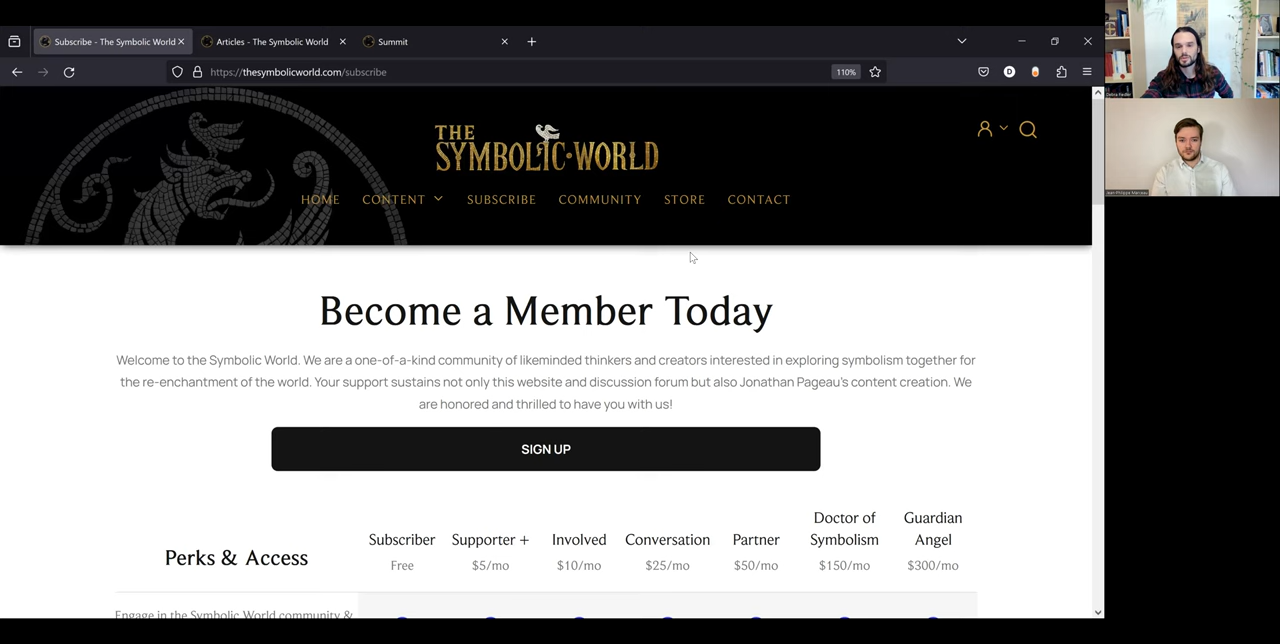 Subscribe - The Symbolic World
Articles - The Symbolic World
Summit
https://thesymbolicworld.com/subscribe
110%
THE
SYMBOLIC·WORLD
HOME CONTENT SUBSCRIBE COMMUNITY STORE CONTACT
Become a Member Today
Welcome to the Symbolic World. We are a one-of-a-kind community of likeminded thinkers and creators interested in exploring symbolism together for
the re-enchantment of the world. Your support sustains not only this website and discussion forum but also Jonathan Pageau's content creation. We
are honored and thrilled to have you with us!
SIGN UP
Perks & Access
Subscriber
Free
Supporter +
$5/mo
Involved
$10/mo
Conversation
$25/mo
Partner
$50/mo
Doctor of
Symbolism
$150/mo
Guardian
Angel
$300/mo
Engage in the Symbolic World community &